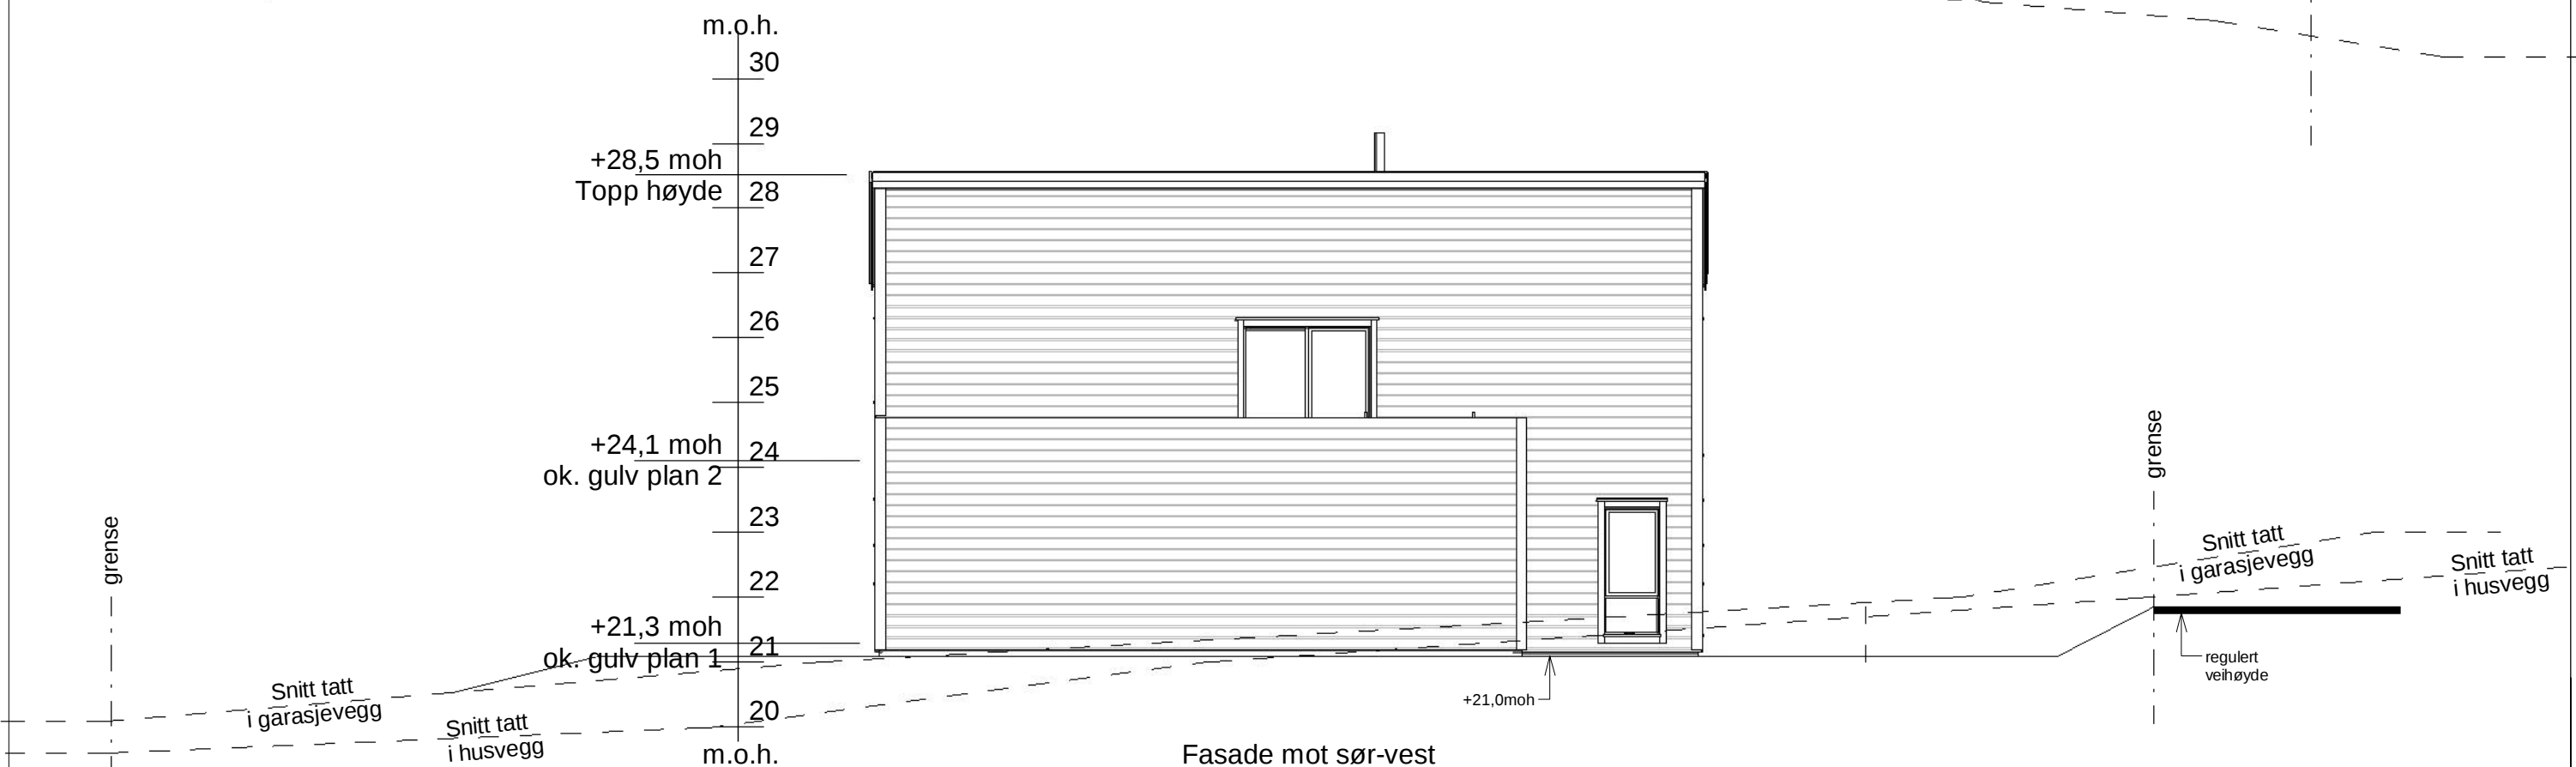 m.o.h.
30
29
+28,5 moh
Topp høyde
28
27
26
25
+24,1 moh
24
ok. gulv plan 2
23
22
+21,3 moh
21
ok. gulv plan 1
20
m.o.h.
grense
Snitt tatt
i garasjevegg
Snitt tatt
i husvegg
+21,0moh
Fasade mot sør-vest
grense
Snitt tatt
i garasjevegg
Snitt tatt
i husvegg
regulert
veihøyde